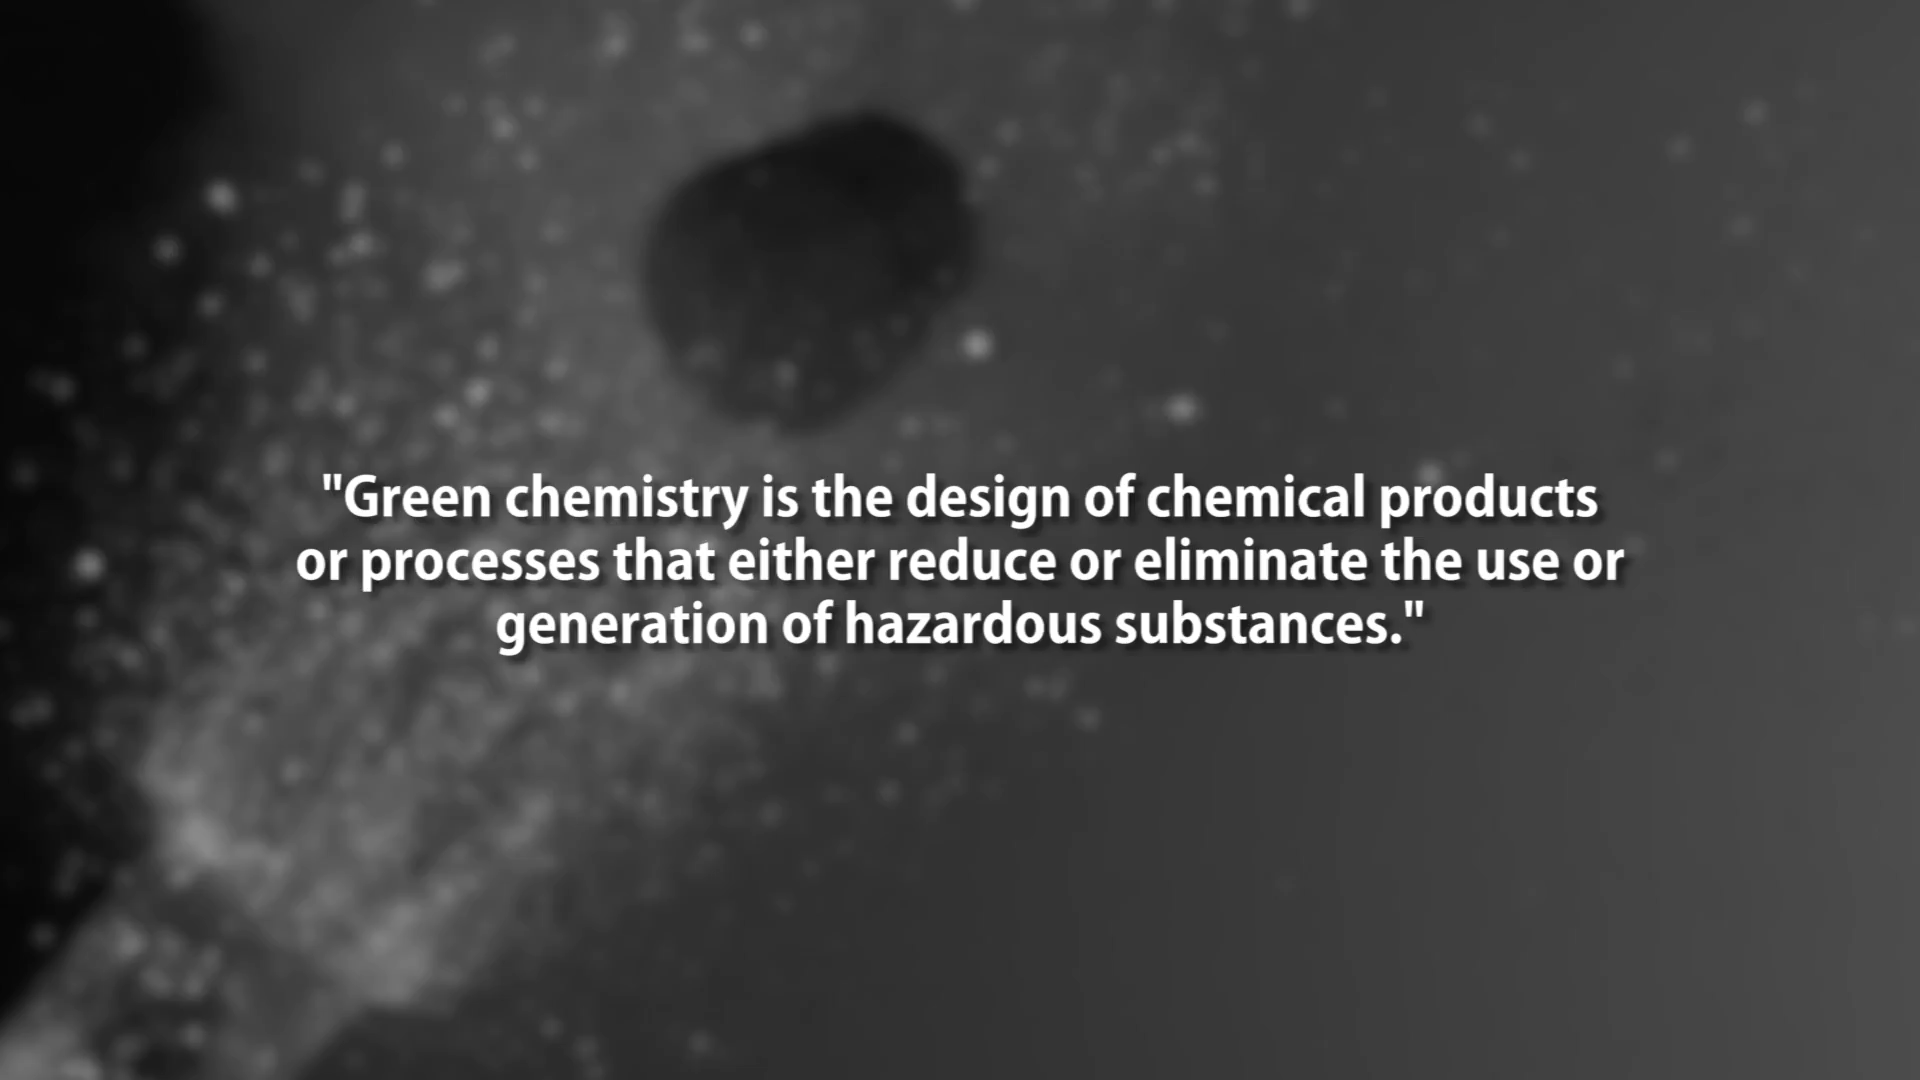 "Green chemistry is the design of chemical products
or processes that either reduce or eliminate the use or
generation of hazardous substances."